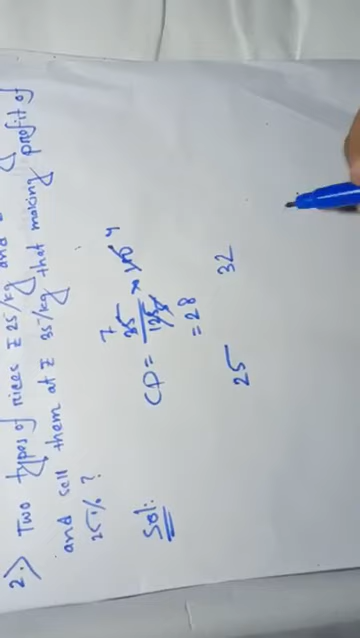 2.) Two types of rices ₹ 25/kg and
and sell them at ₹ 35/kg that making profit of
25% ?
Sol:
CP = 35/125 × 100
7 4
= 28
25 32